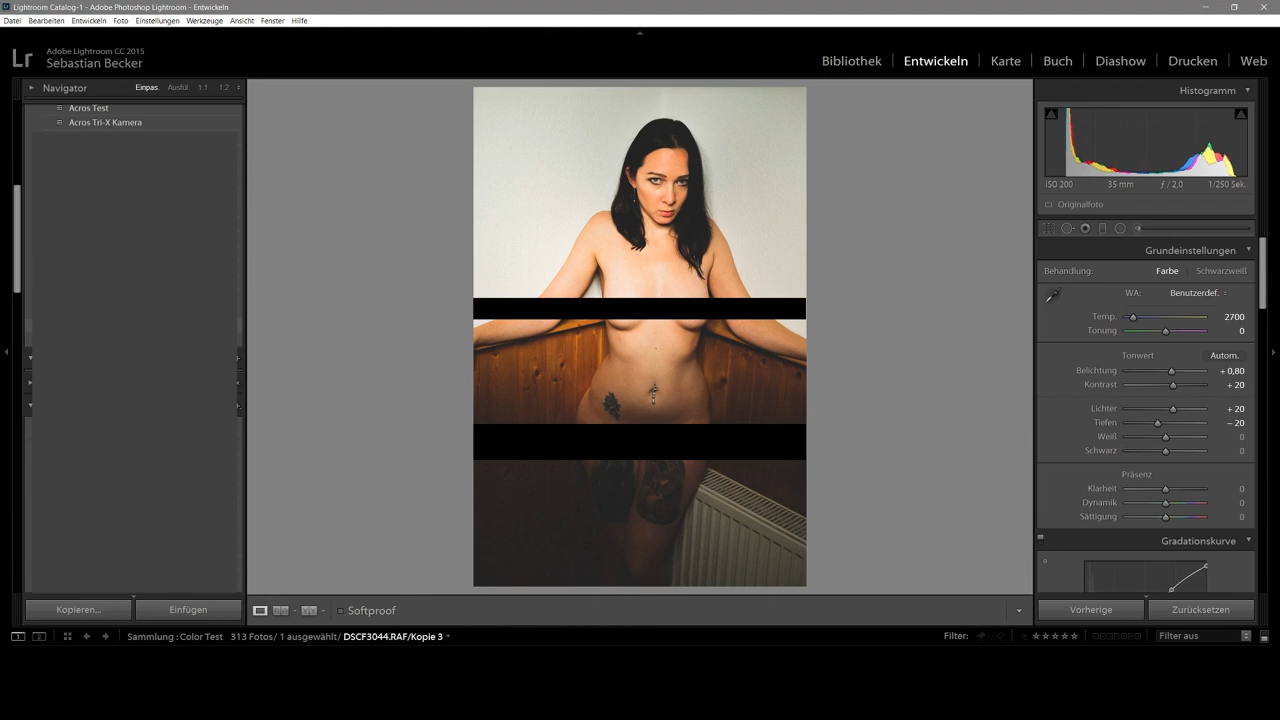 Lightroom Catalog-1 - Adobe Photoshop Lightroom - Entwickeln
Datei Bearbeiten Entwickeln Foto Einstellungen Werkzeuge Ansicht Fenster Hilfe
Lr
Adobe Lightroom CC 2015
Sebastian Becker
Bibliothek Entwickeln Karte Buch Diashow Drucken Web
Navigator Einpas. Ausfül. 1:1 1:2
Acros Test
Acros Tri-X Kamera
Histogramm
ISO 200 35 mm ƒ / 2,0 1/250 Sek.
Originalfoto
Grundeinstellungen
Behandlung: Farbe Schwarzweiß
WA: Benutzerdef.
Temp. 2700
Tonung 0
Tonwert Autom.
Belichtung + 0,80
Kontrast + 20
Lichter + 20
Tiefen − 20
Weiß 0
Schwarz 0
Präsenz
Klarheit 0
Dynamik 0
Sättigung 0
Gradationskurve
Kopieren... Einfügen
Softproof
Vorherige Zurücksetzen
1 2 Sammlung : Color Test 313 Fotos/ 1 ausgewählt/ DSCF3044.RAF/Kopie 3
Filter: Filter aus